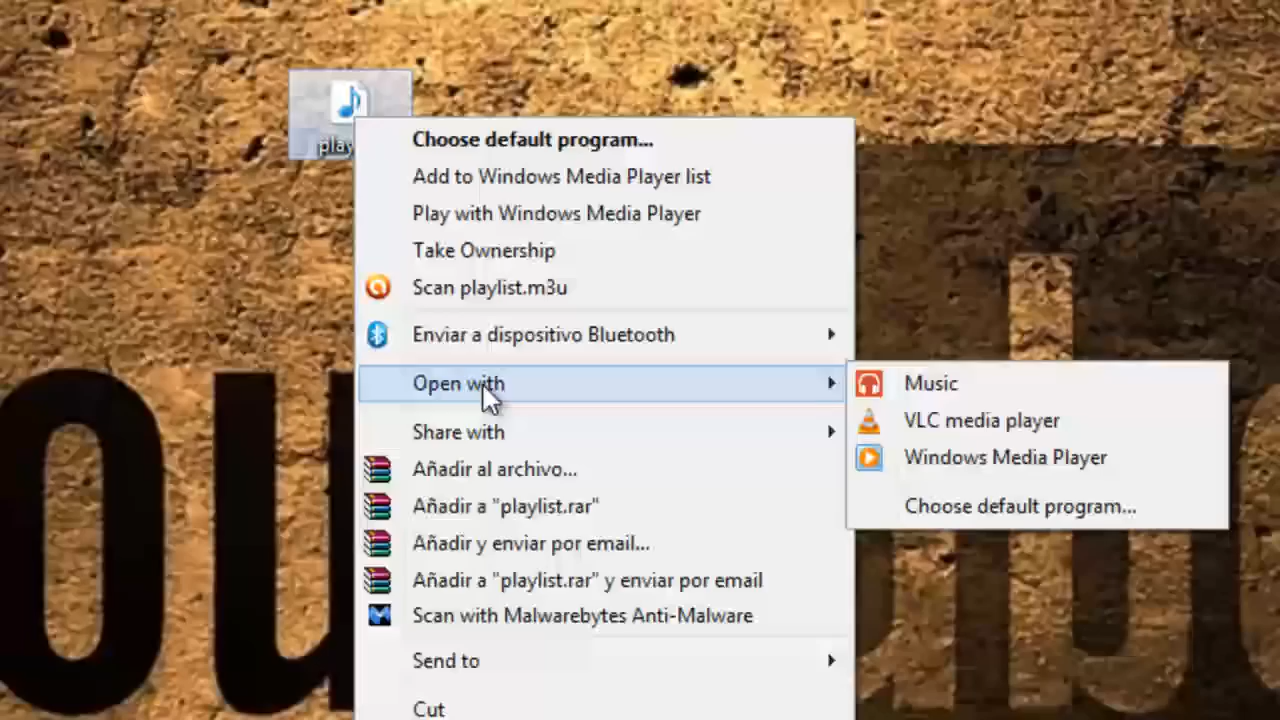 play
Choose default program...
Add to Windows Media Player list
Play with Windows Media Player
Take Ownership
Scan playlist.m3u
Enviar a dispositivo Bluetooth
Open with
Share with
Añadir al archivo...
Añadir a "playlist.rar"
Añadir y enviar por email...
Añadir a "playlist.rar" y enviar por email
Scan with Malwarebytes Anti-Malware
Send to
Cut
Music
VLC media player
Windows Media Player
Choose default program...
ou